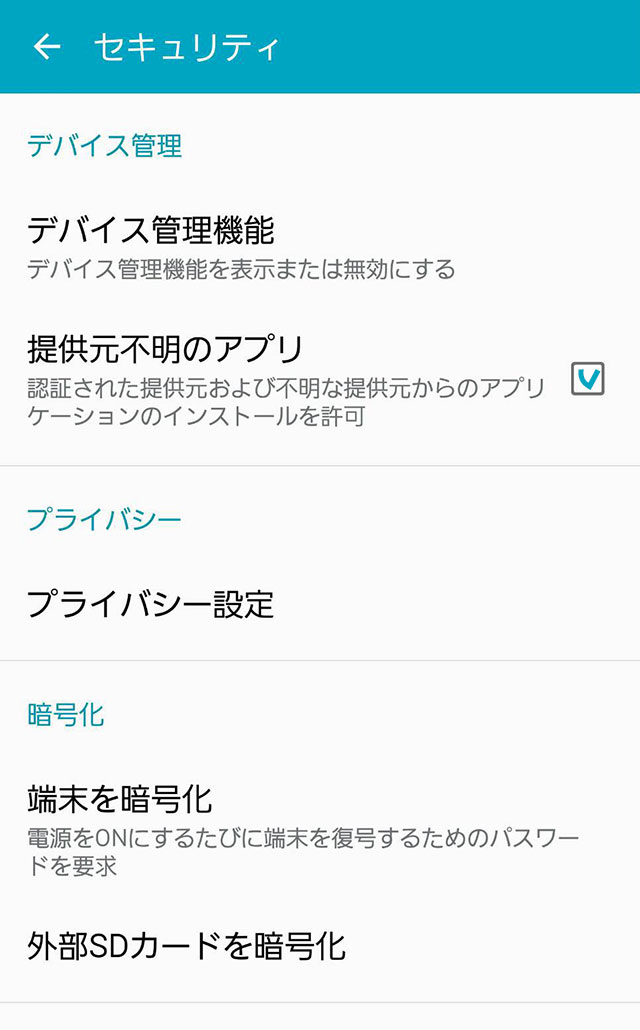 セキュリティ
デバイス管理
デバイス管理機能
デバイス管理機能を表示または無効にする
提供元不明のアプリ
認証された提供元および不明な提供元からのアプリ
ケーションのインストールを許可
プライバシー
プライバシー設定
暗号化
端末を暗号化
電源をONにするたびに端末を復号するためのパスワー
ドを要求
外部SDカードを暗号化